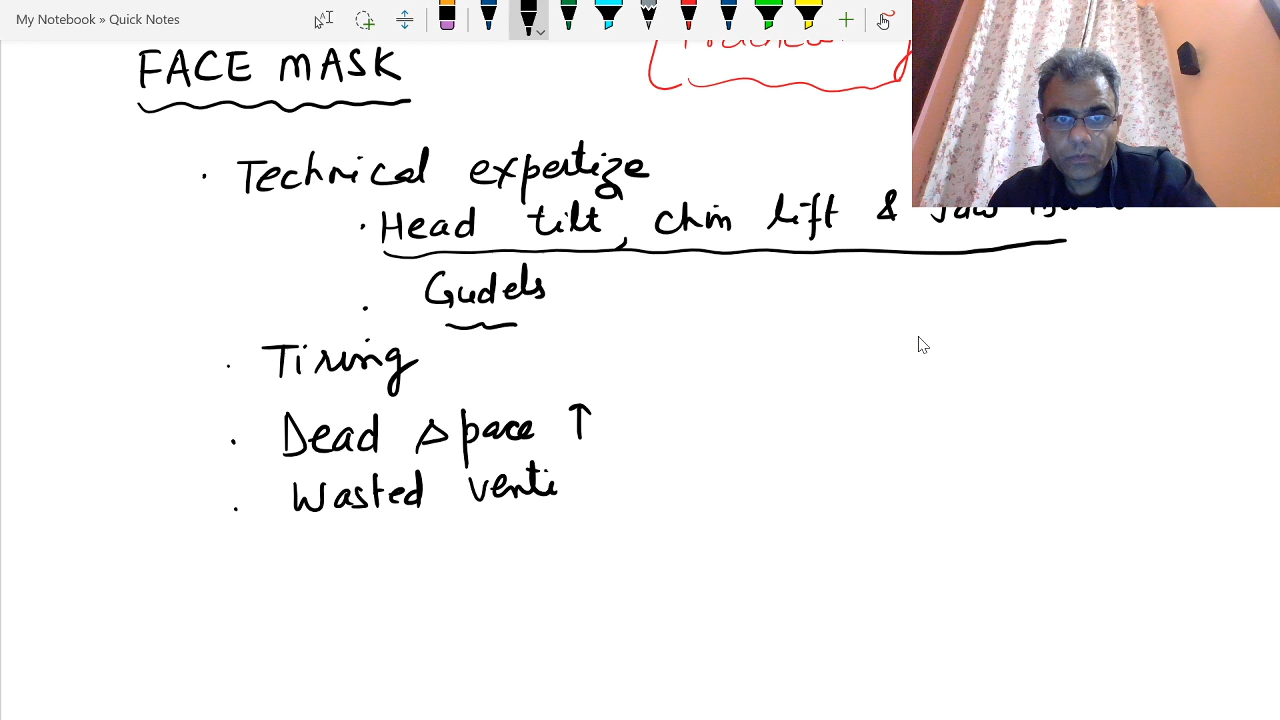 My Notebook » Quick Notes
FACE MASK
. Technical expertize
. Head tilt, chin lift &
. Gudels
. Tiring
. Dead space ↑
. Wasted venti